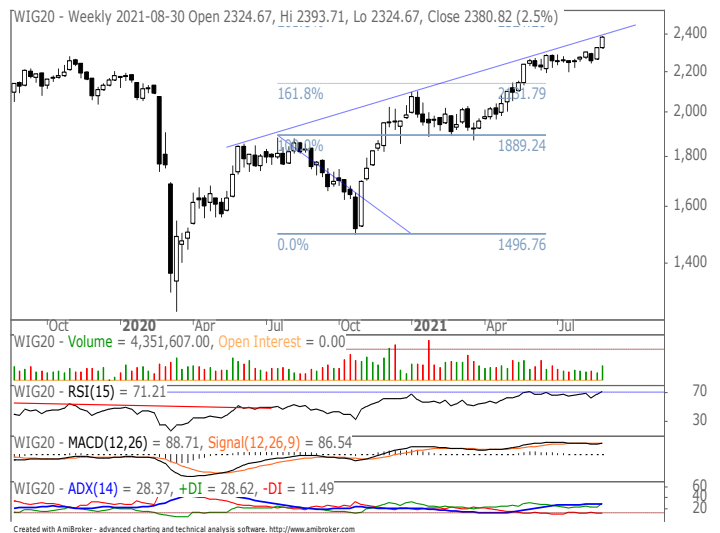 WIG20 - Weekly 2021-08-30 Open 2324.67, Hi 2393.71, Lo 2324.67, Close 2380.82 (2.5%)
2,400
2,200
161.8%
2,000
1889.24
1,800
1,600
0.0% 1496.76
1,400
Oct 2020 Apr Jul Oct 2021 Apr Jul
WIG20 - Volume = 4,351,607.00, Open Interest = 0.00
WIG20 - RSI(15) = 71.21
70
30
WIG20 - MACD(12,26) = 88.71, Signal(12,26,9) = 86.54
WIG20 - ADX(14) = 28.37, +DI = 28.62, -DI = 11.49
60
40
20
Created with AmiBroker - advanced charting and technical analysis software. http://www.amibroker.com